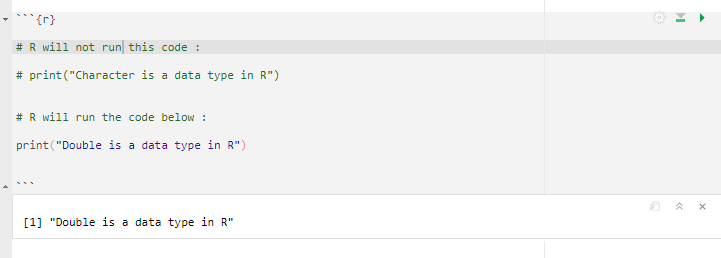 ```{r}
# R will not run this code :
# print("Character is a data type in R")
# R will run the code below :
print("Double is a data type in R")
```
[1] "Double is a data type in R"